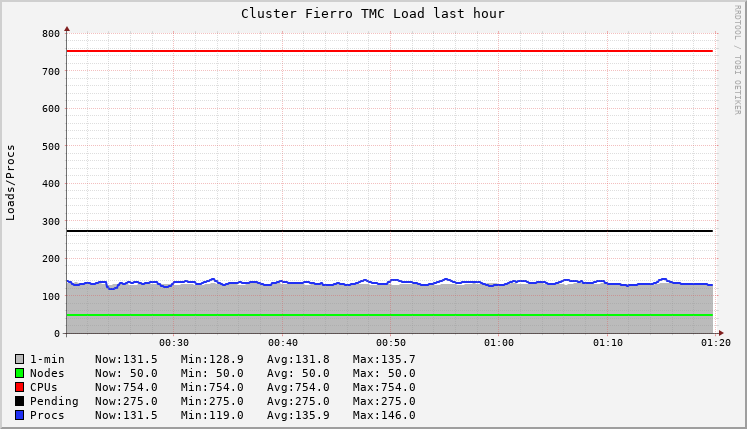 Cluster Fierro TMC Load last hour
RRDTOOL / TOBI OETIKER
Loads/Procs
800
700
600
500
400
300
200
100
0
00:30 00:40 00:50 01:00 01:10 01:20
1-min Now:131.5 Min:128.9 Avg:131.8 Max:135.7
Nodes Now: 50.0 Min: 50.0 Avg: 50.0 Max: 50.0
CPUs Now:754.0 Min:754.0 Avg:754.0 Max:754.0
Pending Now:275.0 Min:275.0 Avg:275.0 Max:275.0
Procs Now:131.5 Min:119.0 Avg:135.9 Max:146.0